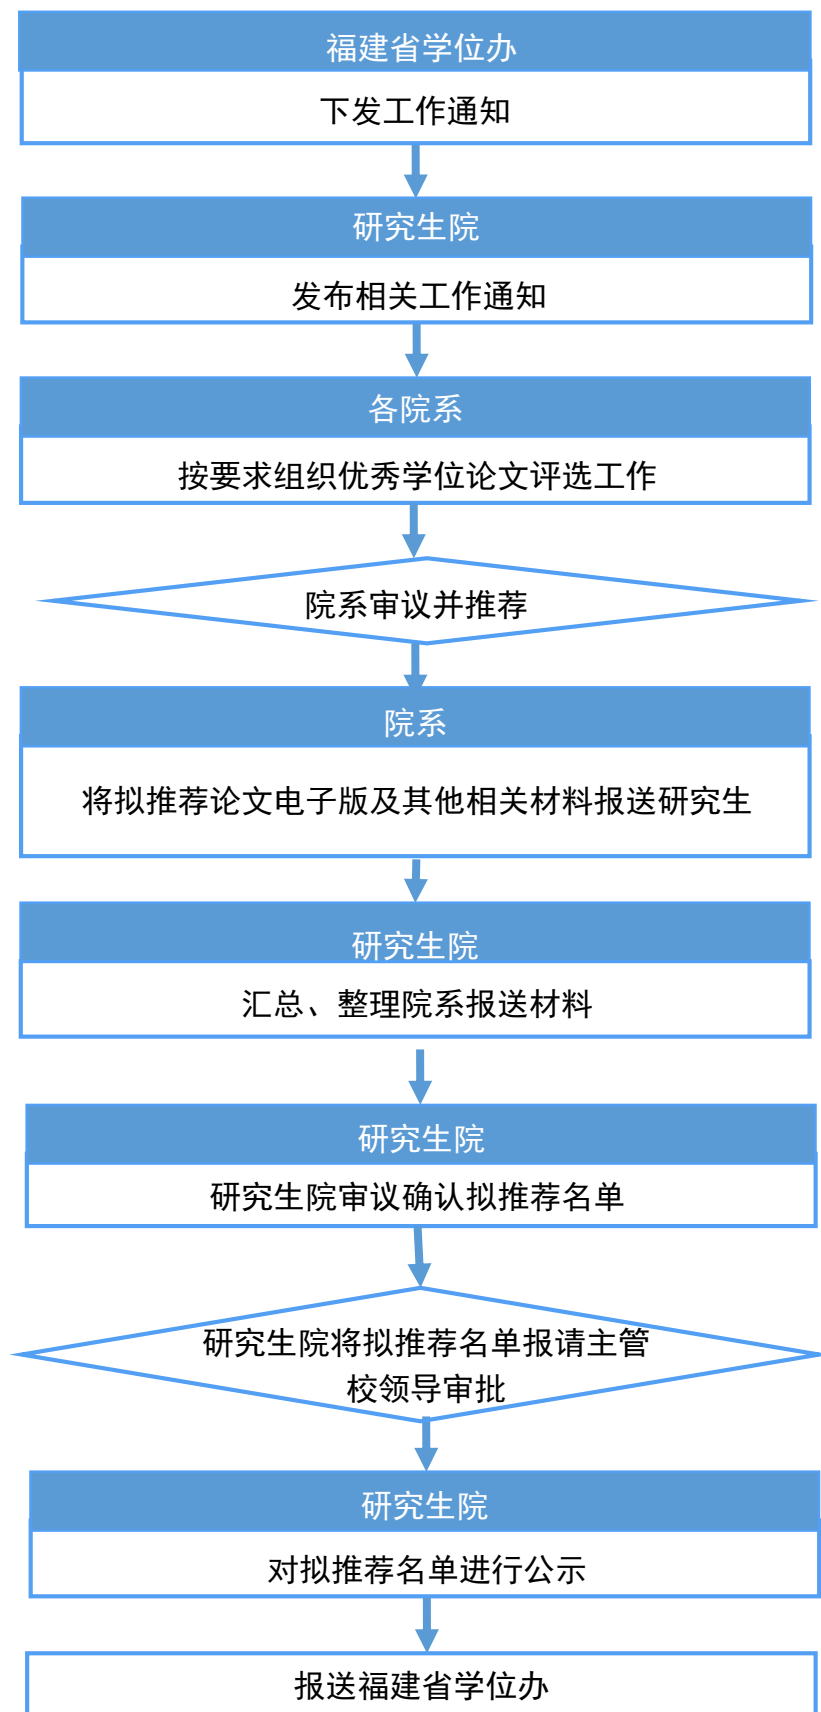 福建省学位办
下发工作通知
研究生院
发布相关工作通知
各院系
按要求组织优秀学位论文评选工作
院系审议并推荐
院系
将拟推荐论文电子版及其他相关材料报送研究生
研究生院
汇总、整理院系报送材料
研究生院
研究生院审议确认拟推荐名单
研究生院将拟推荐名单报请主管
校领导审批
研究生院
对拟推荐名单进行公示
报送福建省学位办